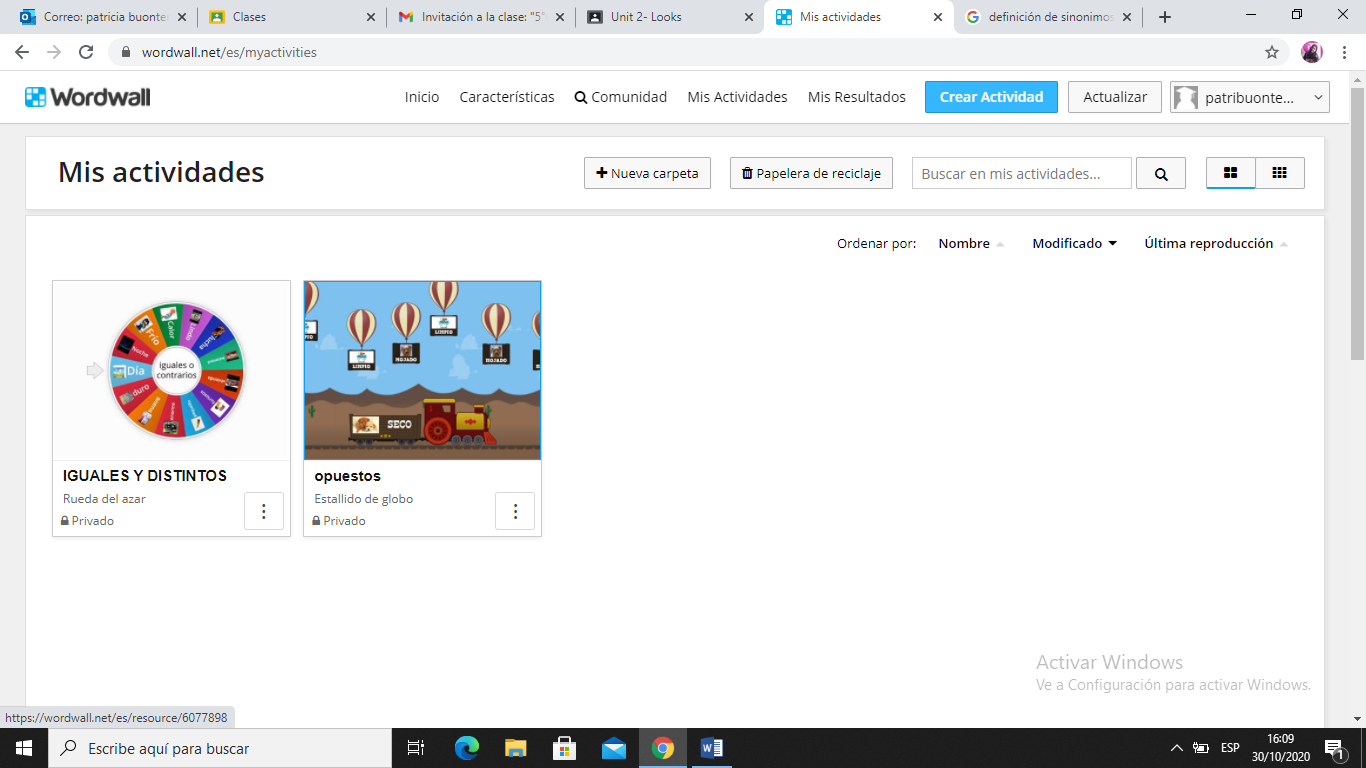 Correo: patricia buonte
Clases
Invitación a la clase: "5°
Unit 2- Looks
Mis actividades
definición de sinonimos
wordwall.net/es/myactivities
Wordwall
Inicio
Características
Comunidad
Mis Actividades
Mis Resultados
Crear Actividad
Actualizar
patribuonte...
Mis actividades
Nueva carpeta
Papelera de reciclaje
Buscar en mis actividades...
Ordenar por:
Nombre
Modificado
Última reproducción
Lindo
Calor
Frío
Noche
Día
duro
iguales o
contrarios
LIMPIO
LIMPIO
MOJADO
MOJADO
SECO
IGUALES Y DISTINTOS
Rueda del azar
Privado
opuestos
Estallido de globo
Privado
Activar Windows
Ve a Configuración para activar Windows.
https://wordwall.net/es/resource/6077898
Escribe aquí para buscar
ESP
16:09
30/10/2020
1